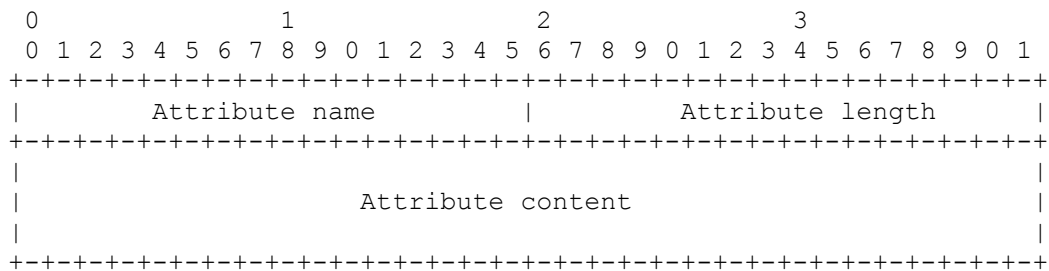 0                 1               2               3
 0 1 2 3 4 5 6 7 8 9 0 1 2 3 4 5 6 7 8 9 0 1 2 3 4 5 6 7 8 9 0 1
+-+-+-+-+-+-+-+-+-+-+-+-+-+-+-+-+-+-+-+-+-+-+-+-+-+-+-+-+-+-+-+-+
|        Attribute name         |         Attribute length      |
+-+-+-+-+-+-+-+-+-+-+-+-+-+-+-+-+-+-+-+-+-+-+-+-+-+-+-+-+-+-+-+-+
|                                                               |
|                     Attribute content                         |
|                                                               |
+-+-+-+-+-+-+-+-+-+-+-+-+-+-+-+-+-+-+-+-+-+-+-+-+-+-+-+-+-+-+-+-+